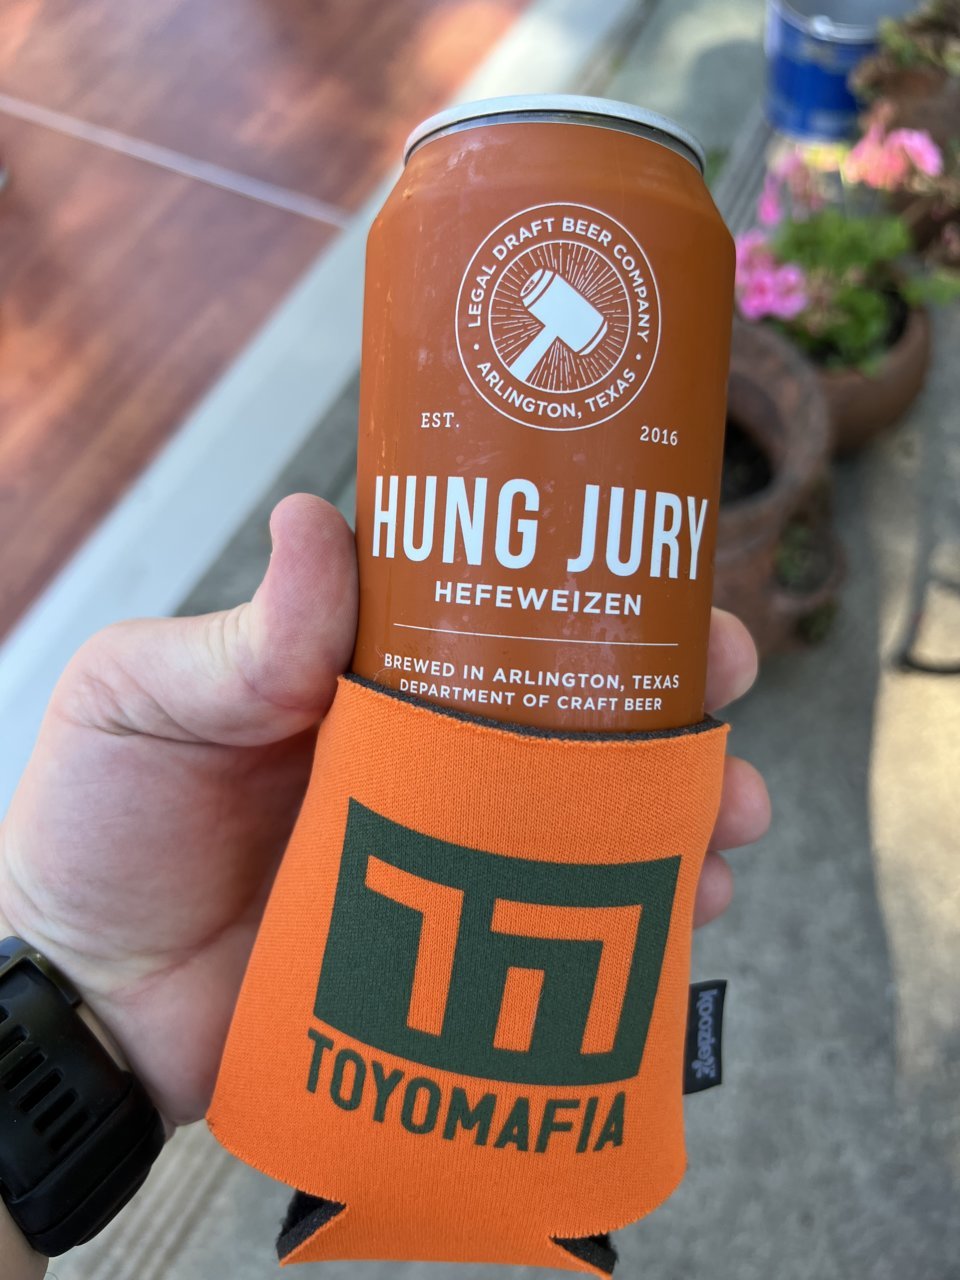 LEGAL DRAFT BEER COMPANY
ARLINGTON, TEXAS
EST. 2016
HUNG JURY
HEFEWEIZEN
BREWED IN ARLINGTON, TEXAS
DEPARTMENT OF CRAFT BEER
TOYOMAFIA
koozie